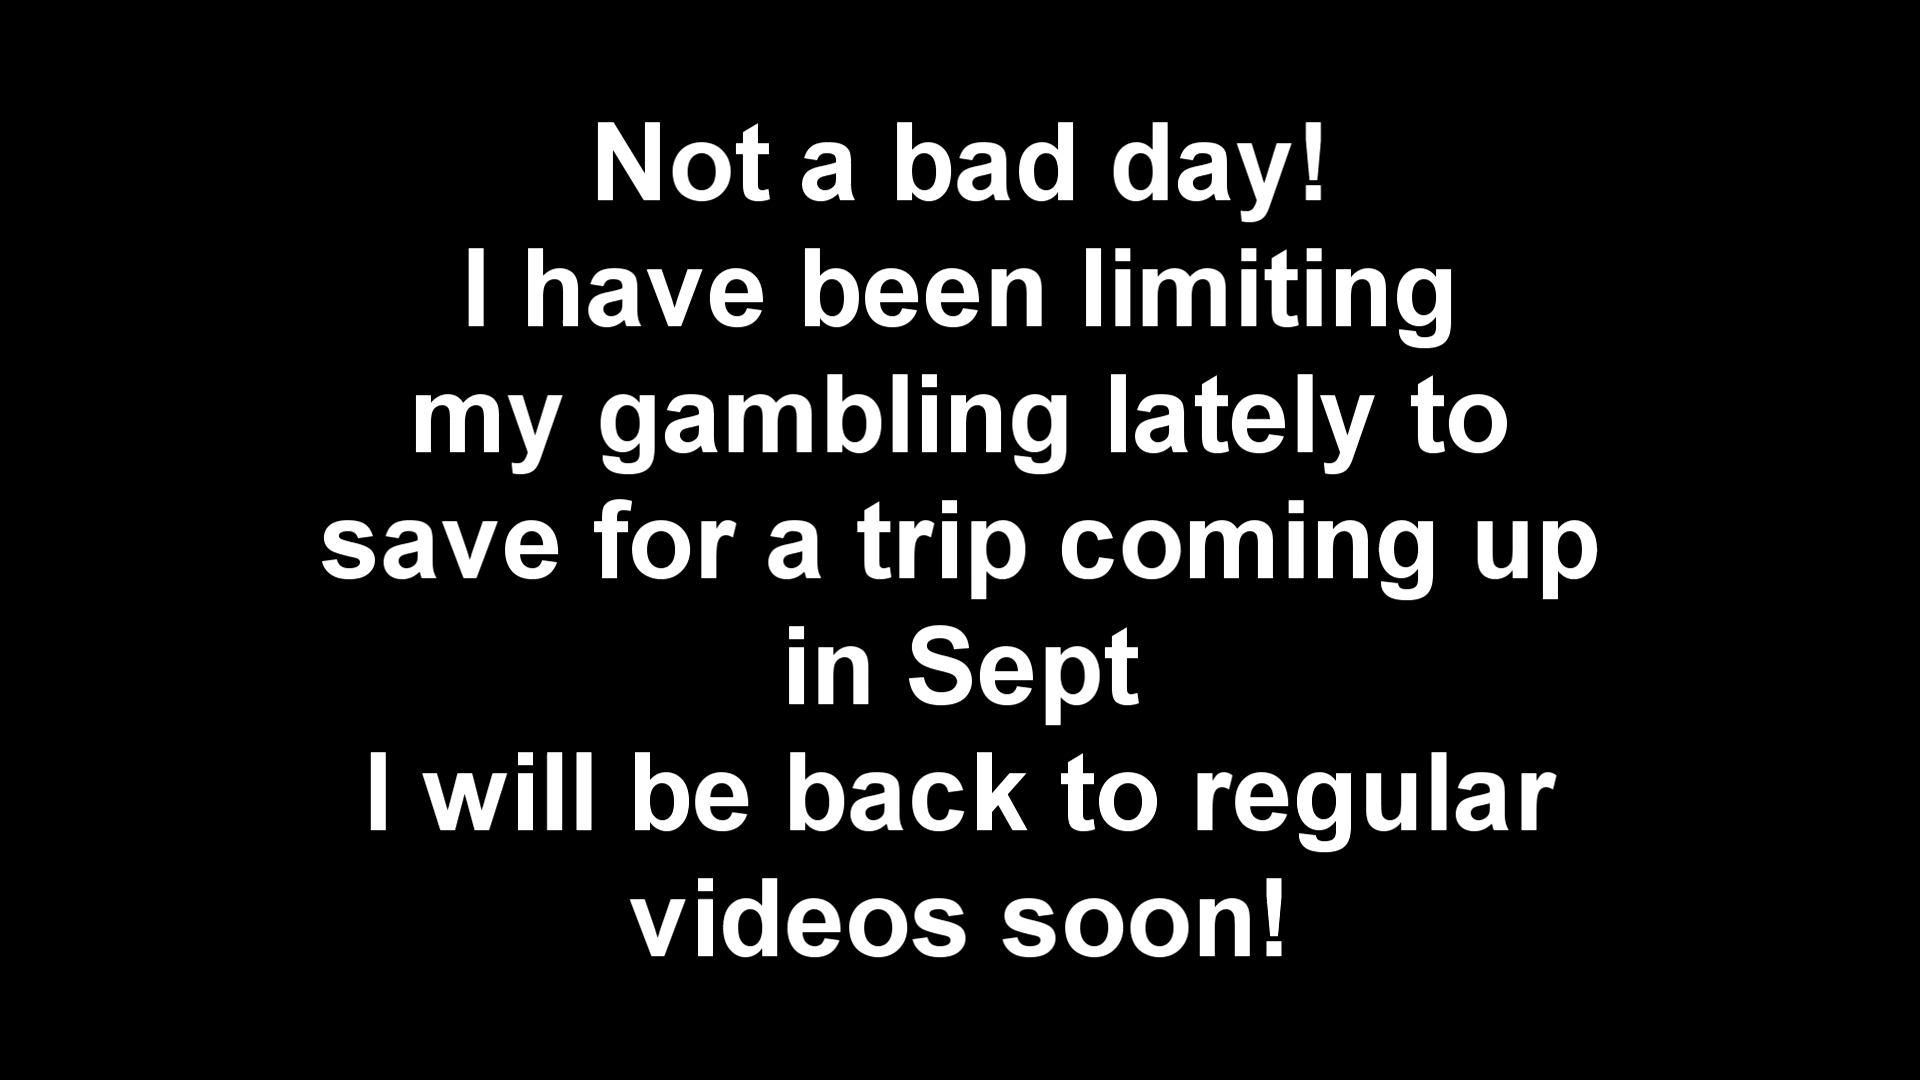 Not a bad day!
I have been limiting
my gambling lately to
save for a trip coming up
in Sept
I will be back to regular
videos soon!